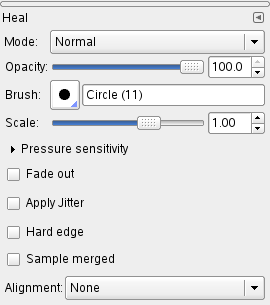 Heal
Mode: Normal
Opacity: 100.0
Brush: Circle (11)
Scale: 1.00
Pressure sensitivity
Fade out
Apply Jitter
Hard edge
Sample merged
Alignment: None